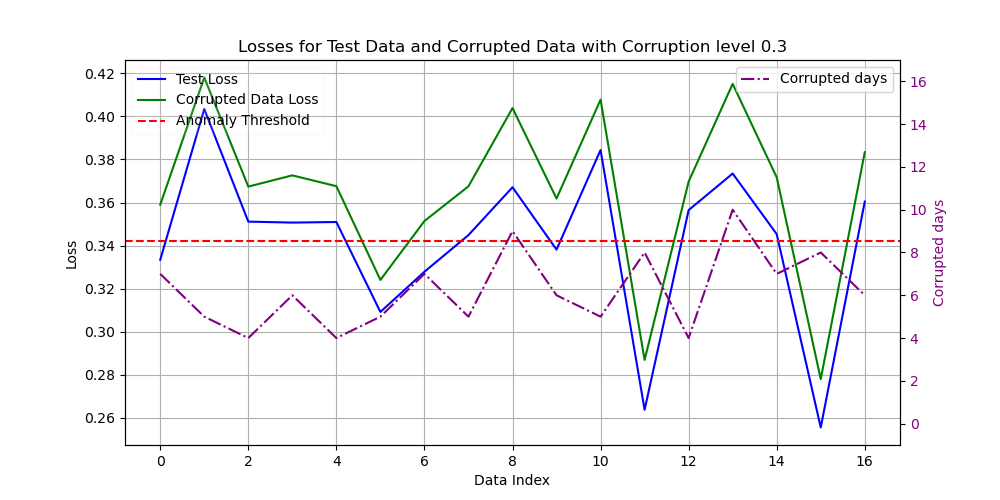 Losses for Test Data and Corrupted Data with Corruption level 0.3
Test Loss
Corrupted Data Loss
Anomaly Threshold
Corrupted days
0.42
0.40
0.38
0.36
0.34
0.32
0.30
0.28
0.26
Loss
16
14
12
10
8
6
4
2
0
Corrupted days
0 2 4 6 8 10 12 14 16
Data Index